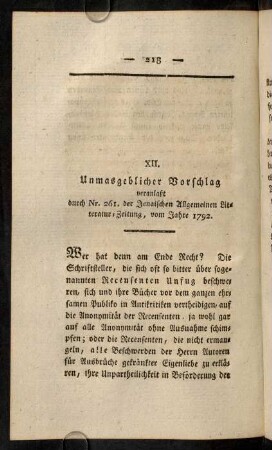 — 218 —
XII.
Unmasgeblicher Vorschlag
veranlaßt
durch Nr. 261. der Jenaischen Allgemeinen Lit-
teratur-Zeitung, vom Jahre 1792.
Wer hat denn am Ende Recht? Die
Schriftsteller, die sich oft so bitter über soge-
nannten Recensenten Unfug beschwe-
ren, sich und ihre Bücher vor dem ganzen ehr-
samen Publiko in Antikritiken vertheidigen, auf
die Anonymität der Recensenten, ja wohl gar
auf alle Anonymität ohne Ausnahme schim-
pfen; oder die Recensenten, die nicht erman-
geln, alle Beschwerden der Herrn Autoren
für Ausbrüche gekränkter Eigenliebe zu erklä-
ren, ihre Unpartheilichkeit in Beförderung der